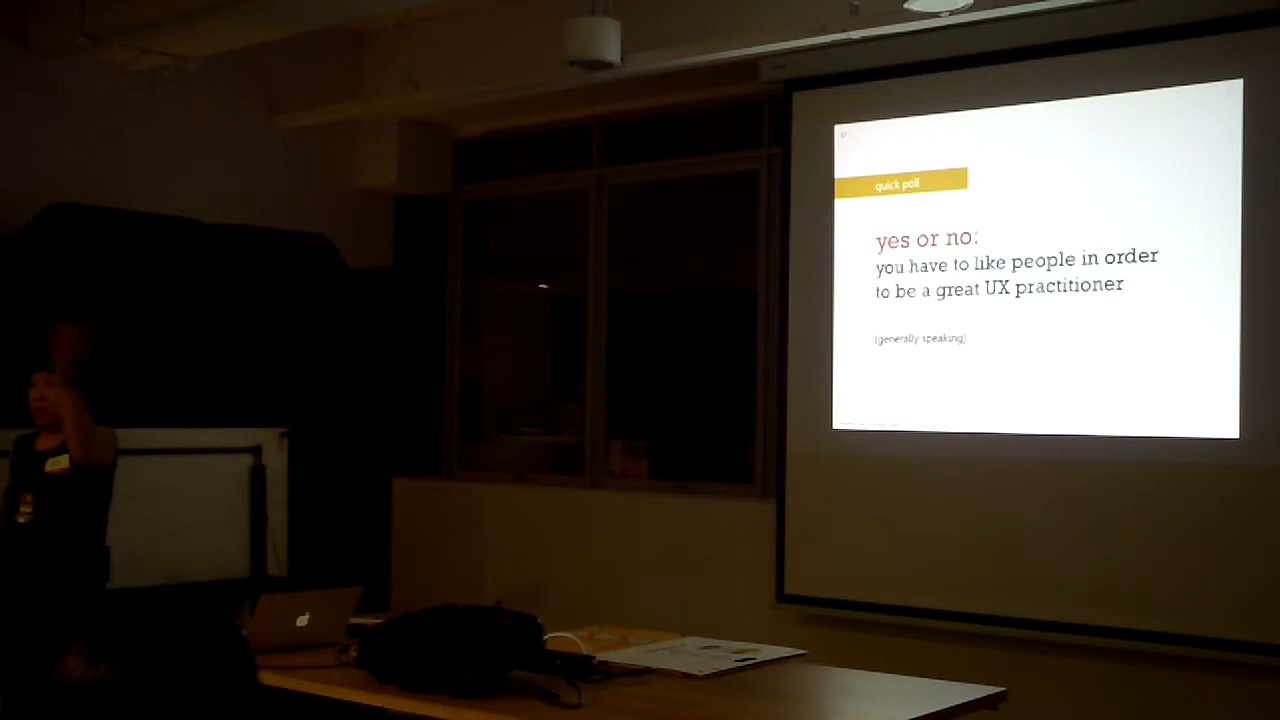 quick poll
yes or no:
you have to like people in order
to be a great UX practitioner
(generally speaking)